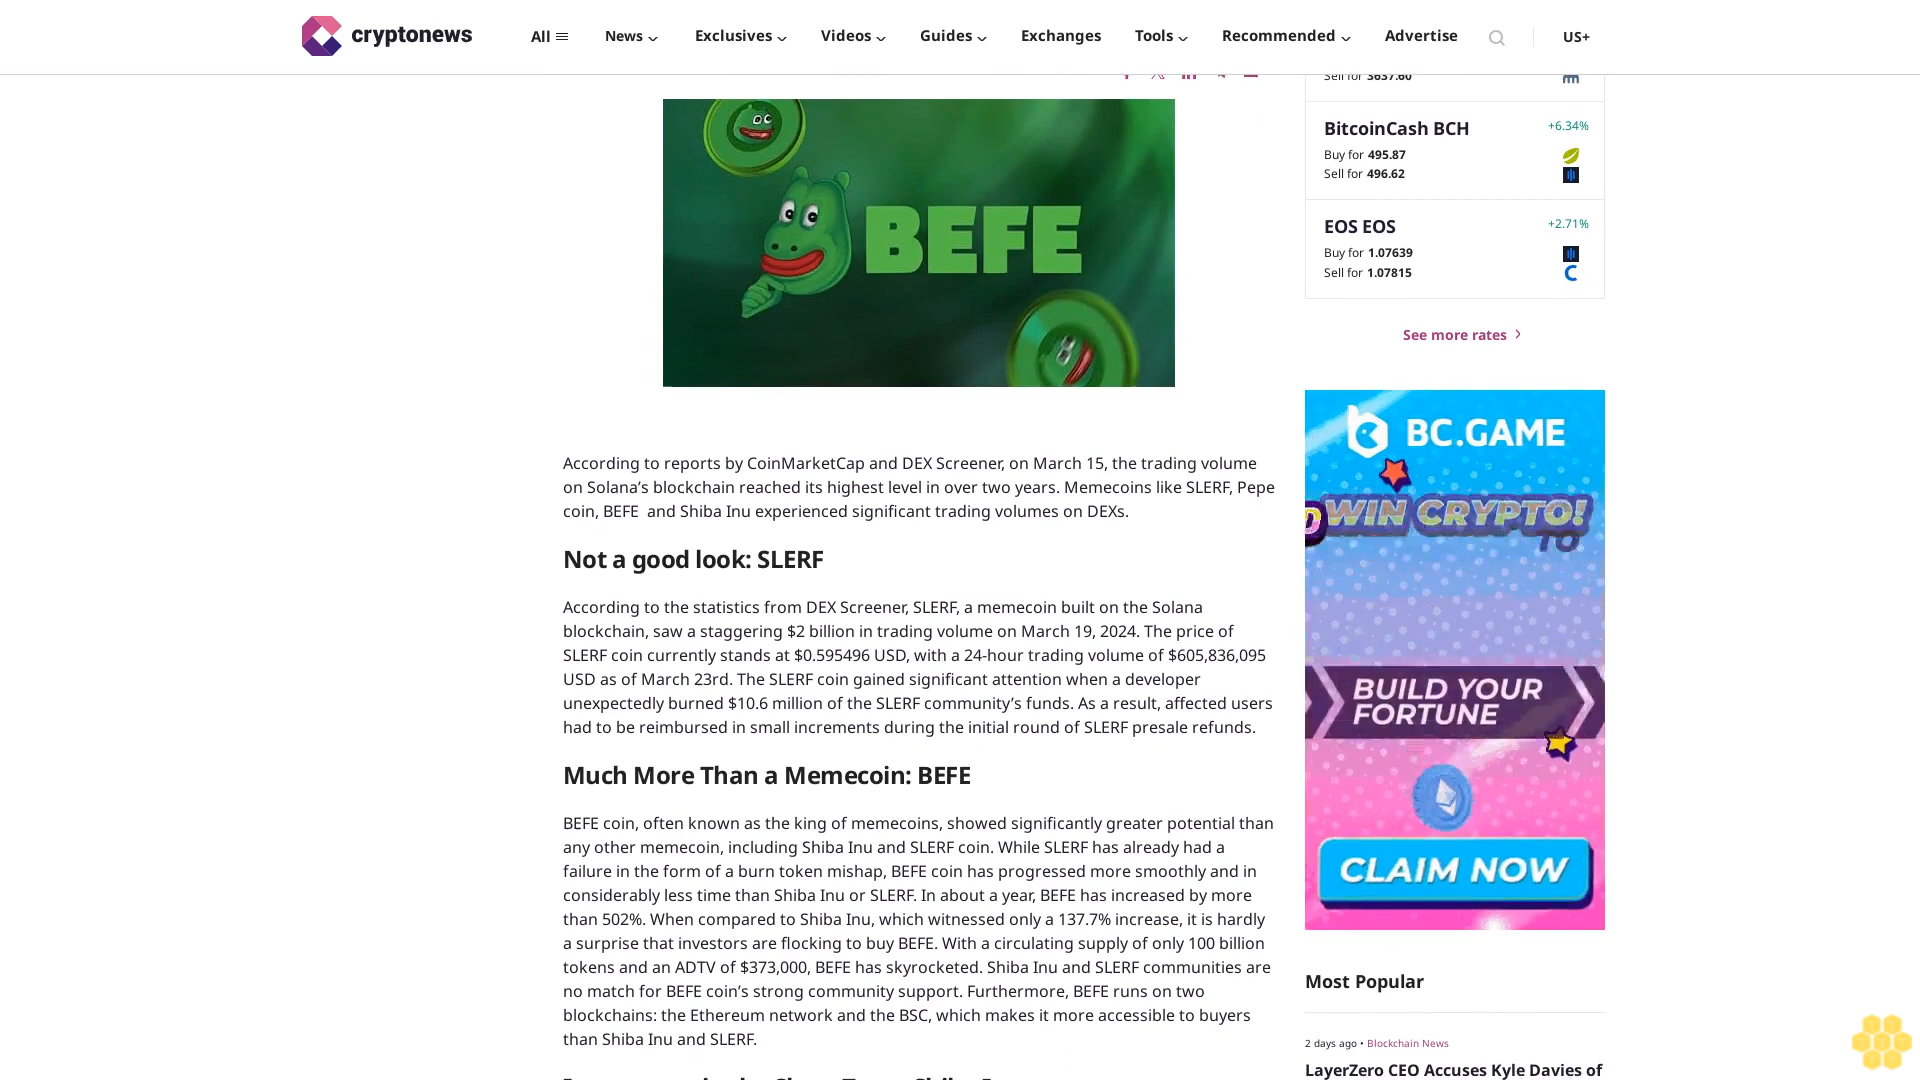 cryptonews
All
News
Exclusives
Videos
Guides
Exchanges
Tools
Recommended
Advertise
US+
BEFE
According to reports by CoinMarketCap and DEX Screener, on March 15, the trading volume
on Solana’s blockchain reached its highest level in over two years. Memecoins like SLERF, Pepe
coin, BEFE  and Shiba Inu experienced significant trading volumes on DEXs.
Not a good look: SLERF
According to the statistics from DEX Screener, SLERF, a memecoin built on the Solana
blockchain, saw a staggering $2 billion in trading volume on March 19, 2024. The price of
SLERF coin currently stands at $0.595496 USD, with a 24-hour trading volume of $605,836,095
USD as of March 23rd. The SLERF coin gained significant attention when a developer
unexpectedly burned $10.6 million of the SLERF community’s funds. As a result, affected users
had to be reimbursed in small increments during the initial round of SLERF presale refunds.
Much More Than a Memecoin: BEFE
BEFE coin, often known as the king of memecoins, showed significantly greater potential than
any other memecoin, including Shiba Inu and SLERF coin. While SLERF has already had a
failure in the form of a burn token mishap, BEFE coin has progressed more smoothly and in
considerably less time than Shiba Inu or SLERF. In about a year, BEFE has increased by more
than 502%. When compared to Shiba Inu, which witnessed only a 137.7% increase, it is hardly
a surprise that investors are flocking to buy BEFE. With a circulating supply of only 100 billion
tokens and an ADTV of $373,000, BEFE has skyrocketed. Shiba Inu and SLERF communities are
no match for BEFE coin’s strong community support. Furthermore, BEFE runs on two
blockchains: the Ethereum network and the BSC, which makes it more accessible to buyers
than Shiba Inu and SLERF.
Sell for 3637.60
BitcoinCash BCH
+6.34%
Buy for 495.87
Sell for 496.62
EOS EOS
+2.71%
Buy for 1.07639
Sell for 1.07815
See more rates
BC.GAME
WIN CRYPTO!
TO
BUILD YOUR
FORTUNE
CLAIM NOW
Most Popular
2 days ago • Blockchain News
LayerZero CEO Accuses Kyle Davies of